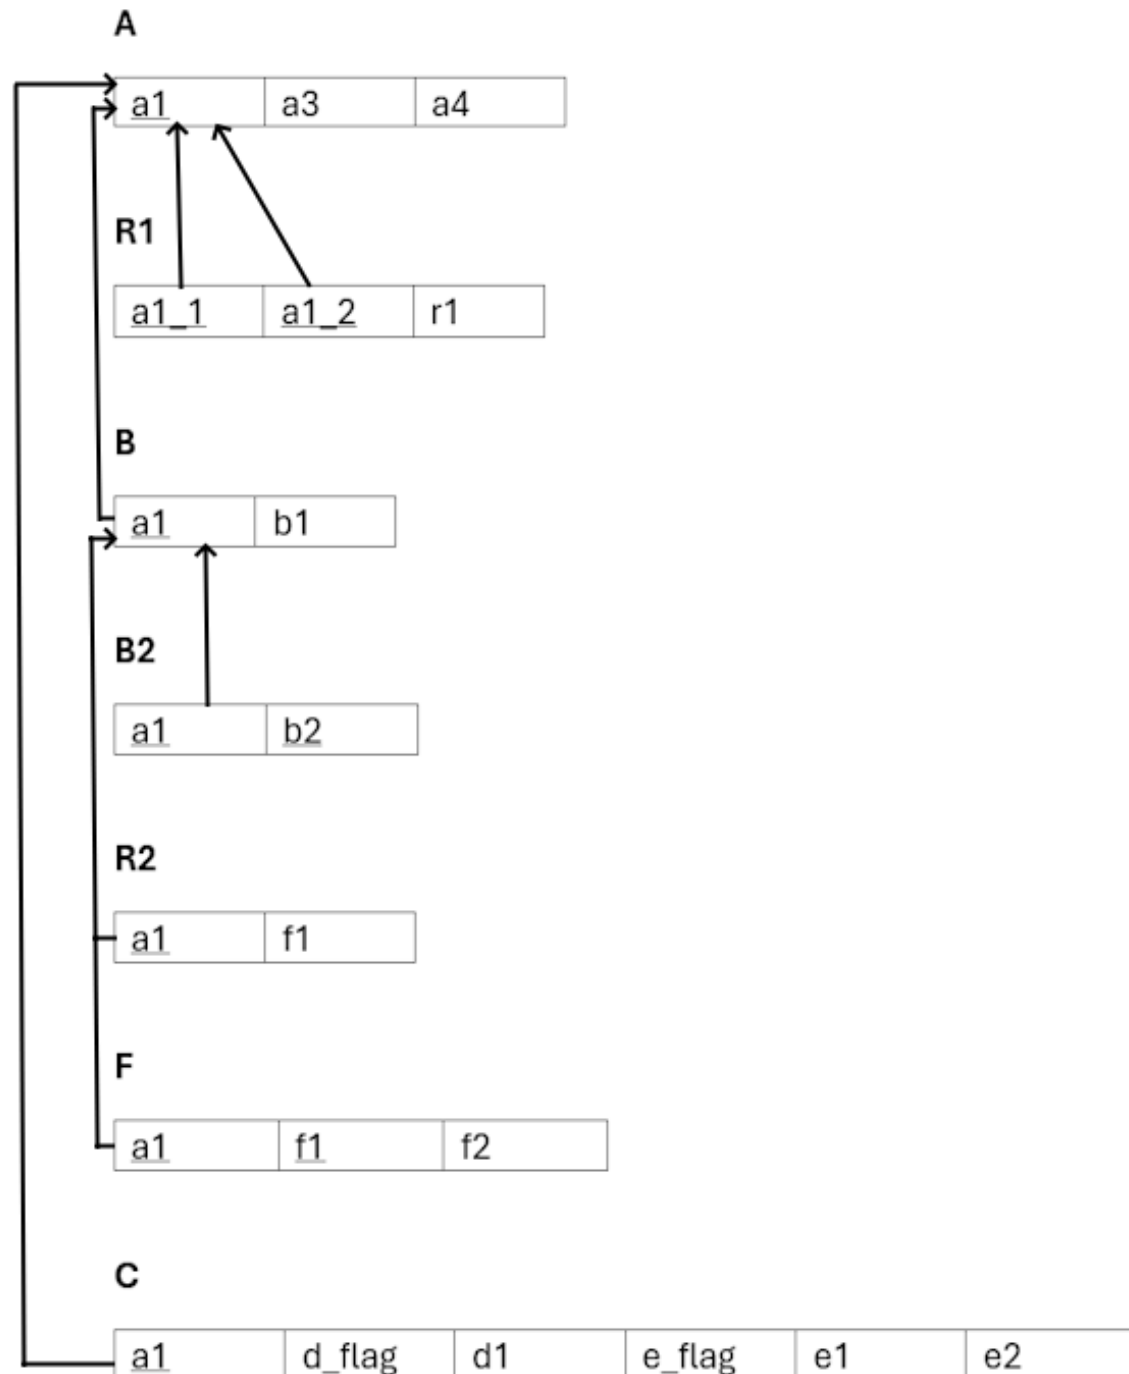 A
a1 a3 a4
R1
a1_1 a1_2 r1
B
a1 b1
B2
a1 b2
R2
a1 f1
F
a1 f1 f2
C
a1 d_flag d1 e_flag e1 e2